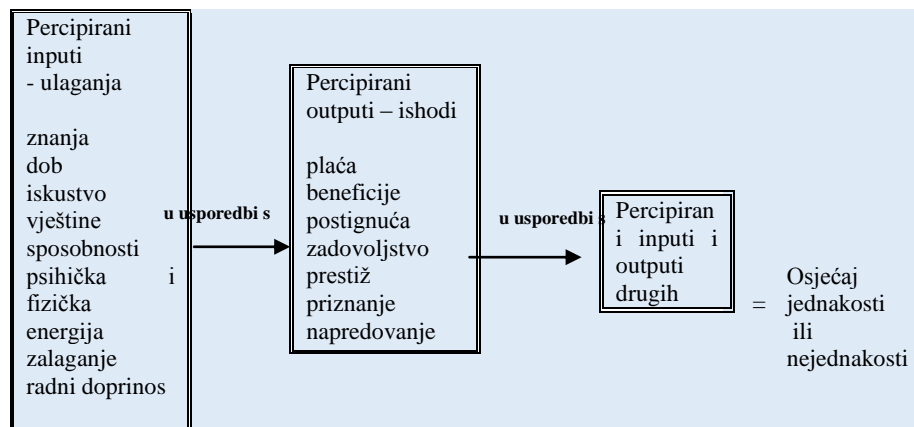 Percipirani
inputi
- ulaganja
znanja
dob
iskustvo
vještine
sposobnosti
psihička i
fizička
energija
zalaganje
radni doprinos
u usporedbi s
Percipirani
outputi – ishodi
plaća
beneficije
postignuća
zadovoljstvo
prestiž
priznanje
napredovanje
u usporedbi s
Percipiran
i inputi i
outputi
drugih
=
Osjećaj
jednakosti
ili
nejednakosti